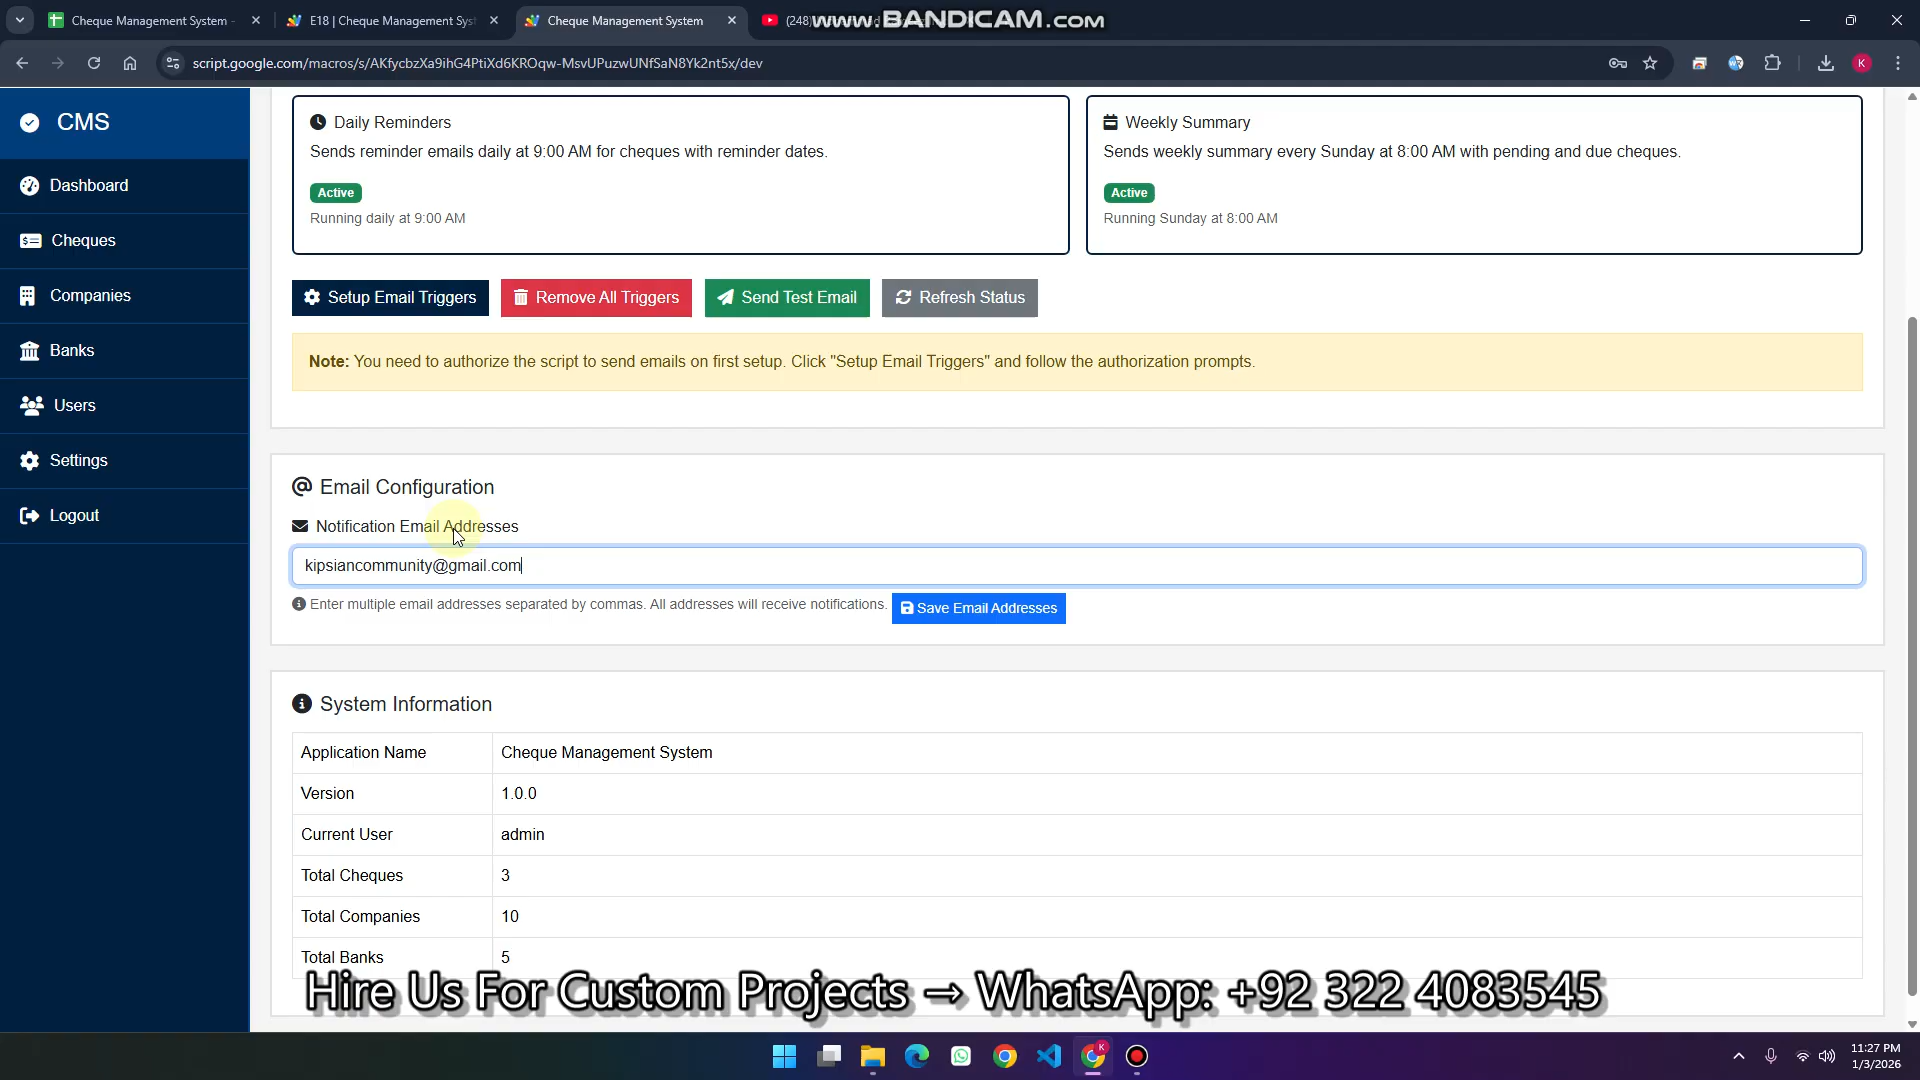 Cheque Management System -
E18 | Cheque Management Sys
Cheque Management System
(248)
WWW.BANDICAM.COM
script.google.com/macros/s/AKfycbzXa9ihG4PtiXd6KROqw-MsvUPuzwUNfSaN8Yk2nt5x/dev
K
CMS
Dashboard
Cheques
Companies
Banks
Users
Settings
Logout
Daily Reminders
Sends reminder emails daily at 9:00 AM for cheques with reminder dates.
Active
Running daily at 9:00 AM
Weekly Summary
Sends weekly summary every Sunday at 8:00 AM with pending and due cheques.
Active
Running Sunday at 8:00 AM
Setup Email Triggers
Remove All Triggers
Send Test Email
Refresh Status
Note: You need to authorize the script to send emails on first setup. Click "Setup Email Triggers" and follow the authorization prompts.
Email Configuration
Notification Email Addresses
kipsiancommunity@gmail.com
Enter multiple email addresses separated by commas. All addresses will receive notifications.
Save Email Addresses
System Information
Application Name Cheque Management System
Version 1.0.0
Current User admin
Total Cheques 3
Total Companies 10
Total Banks 5
Hire Us For Custom Projects → WhatsApp: +92 322 4083545
K
11:27 PM
1/3/2026